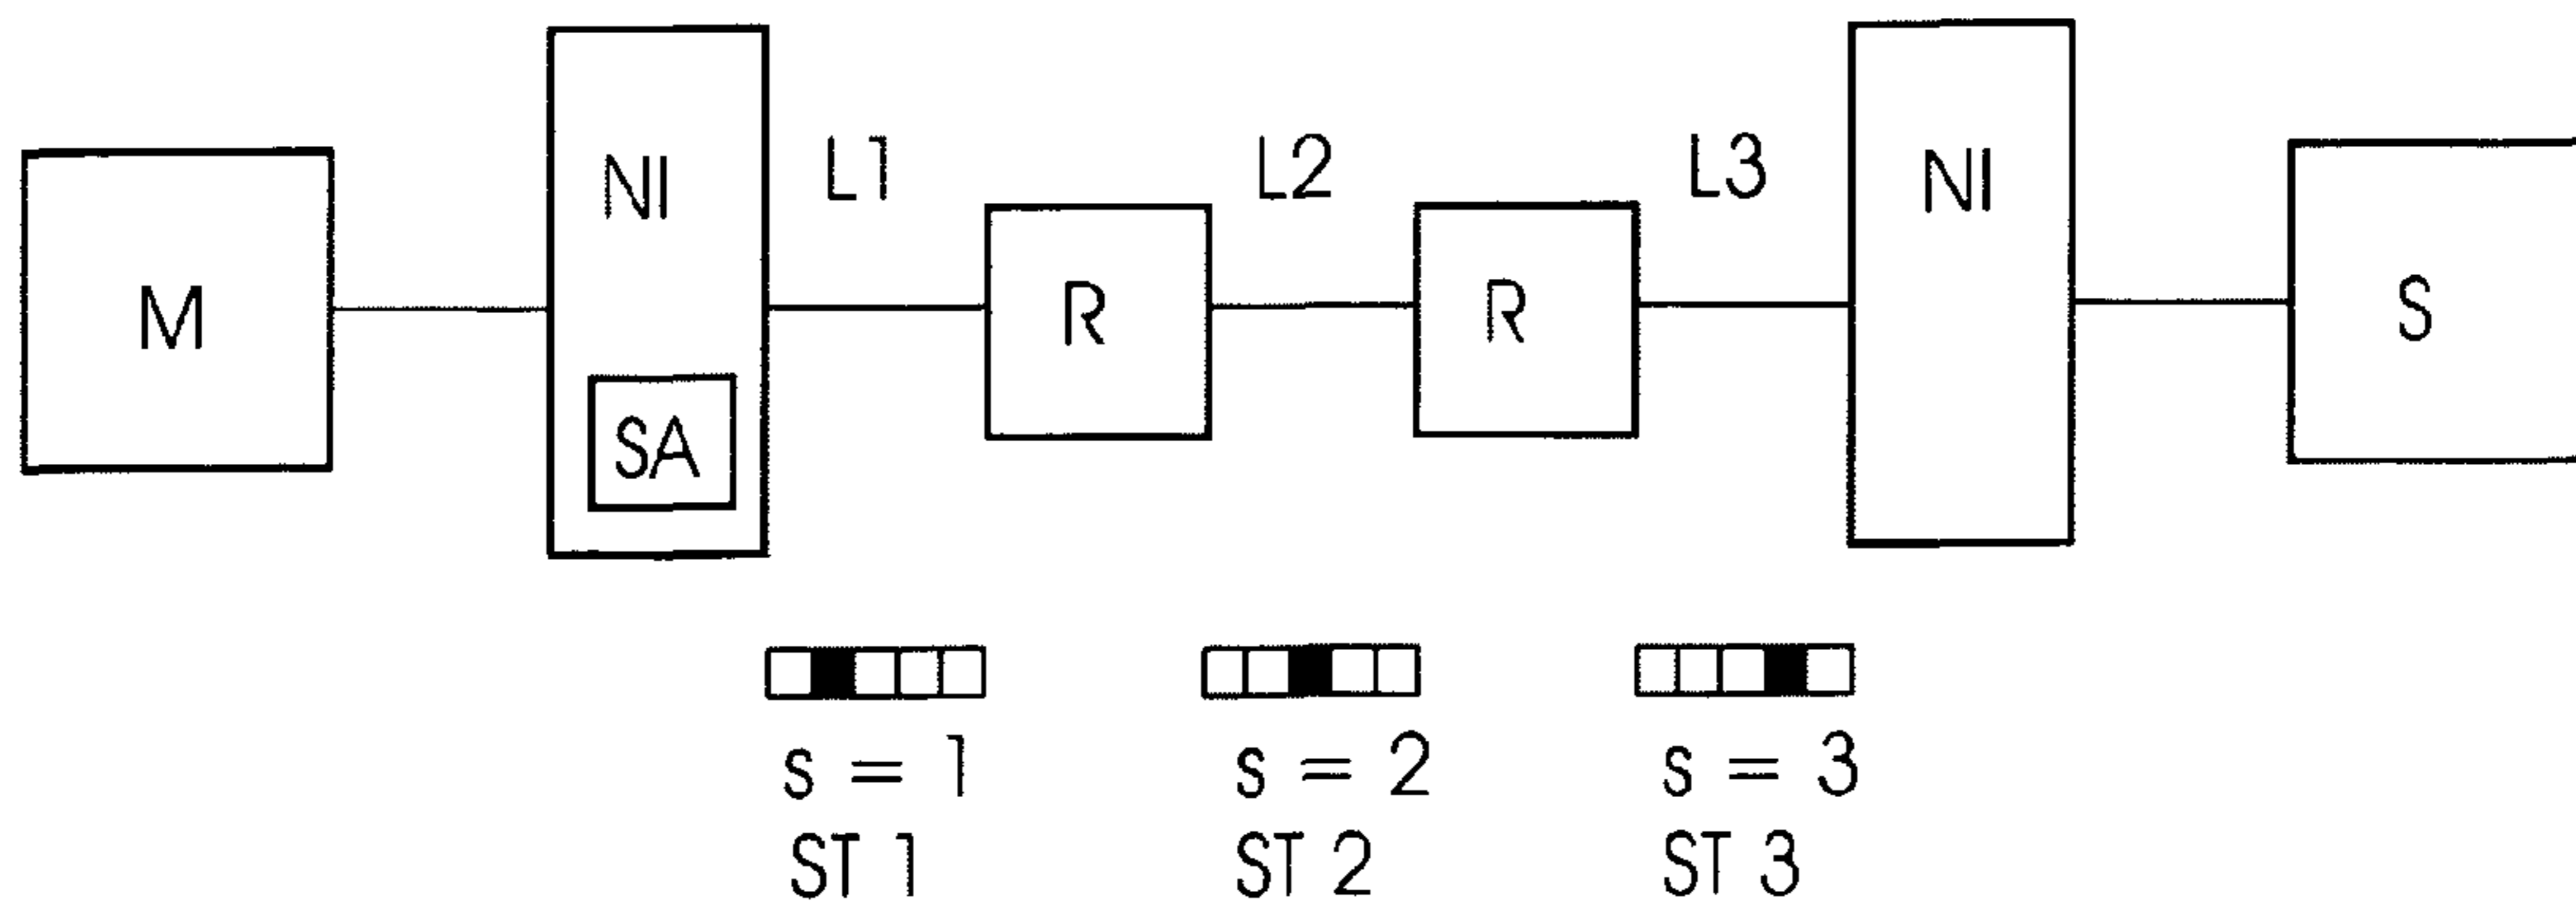 M
NI
SA
L1
R
L2
R
L3
NI
S
s = 1
ST 1
s = 2
ST 2
s = 3
ST 3